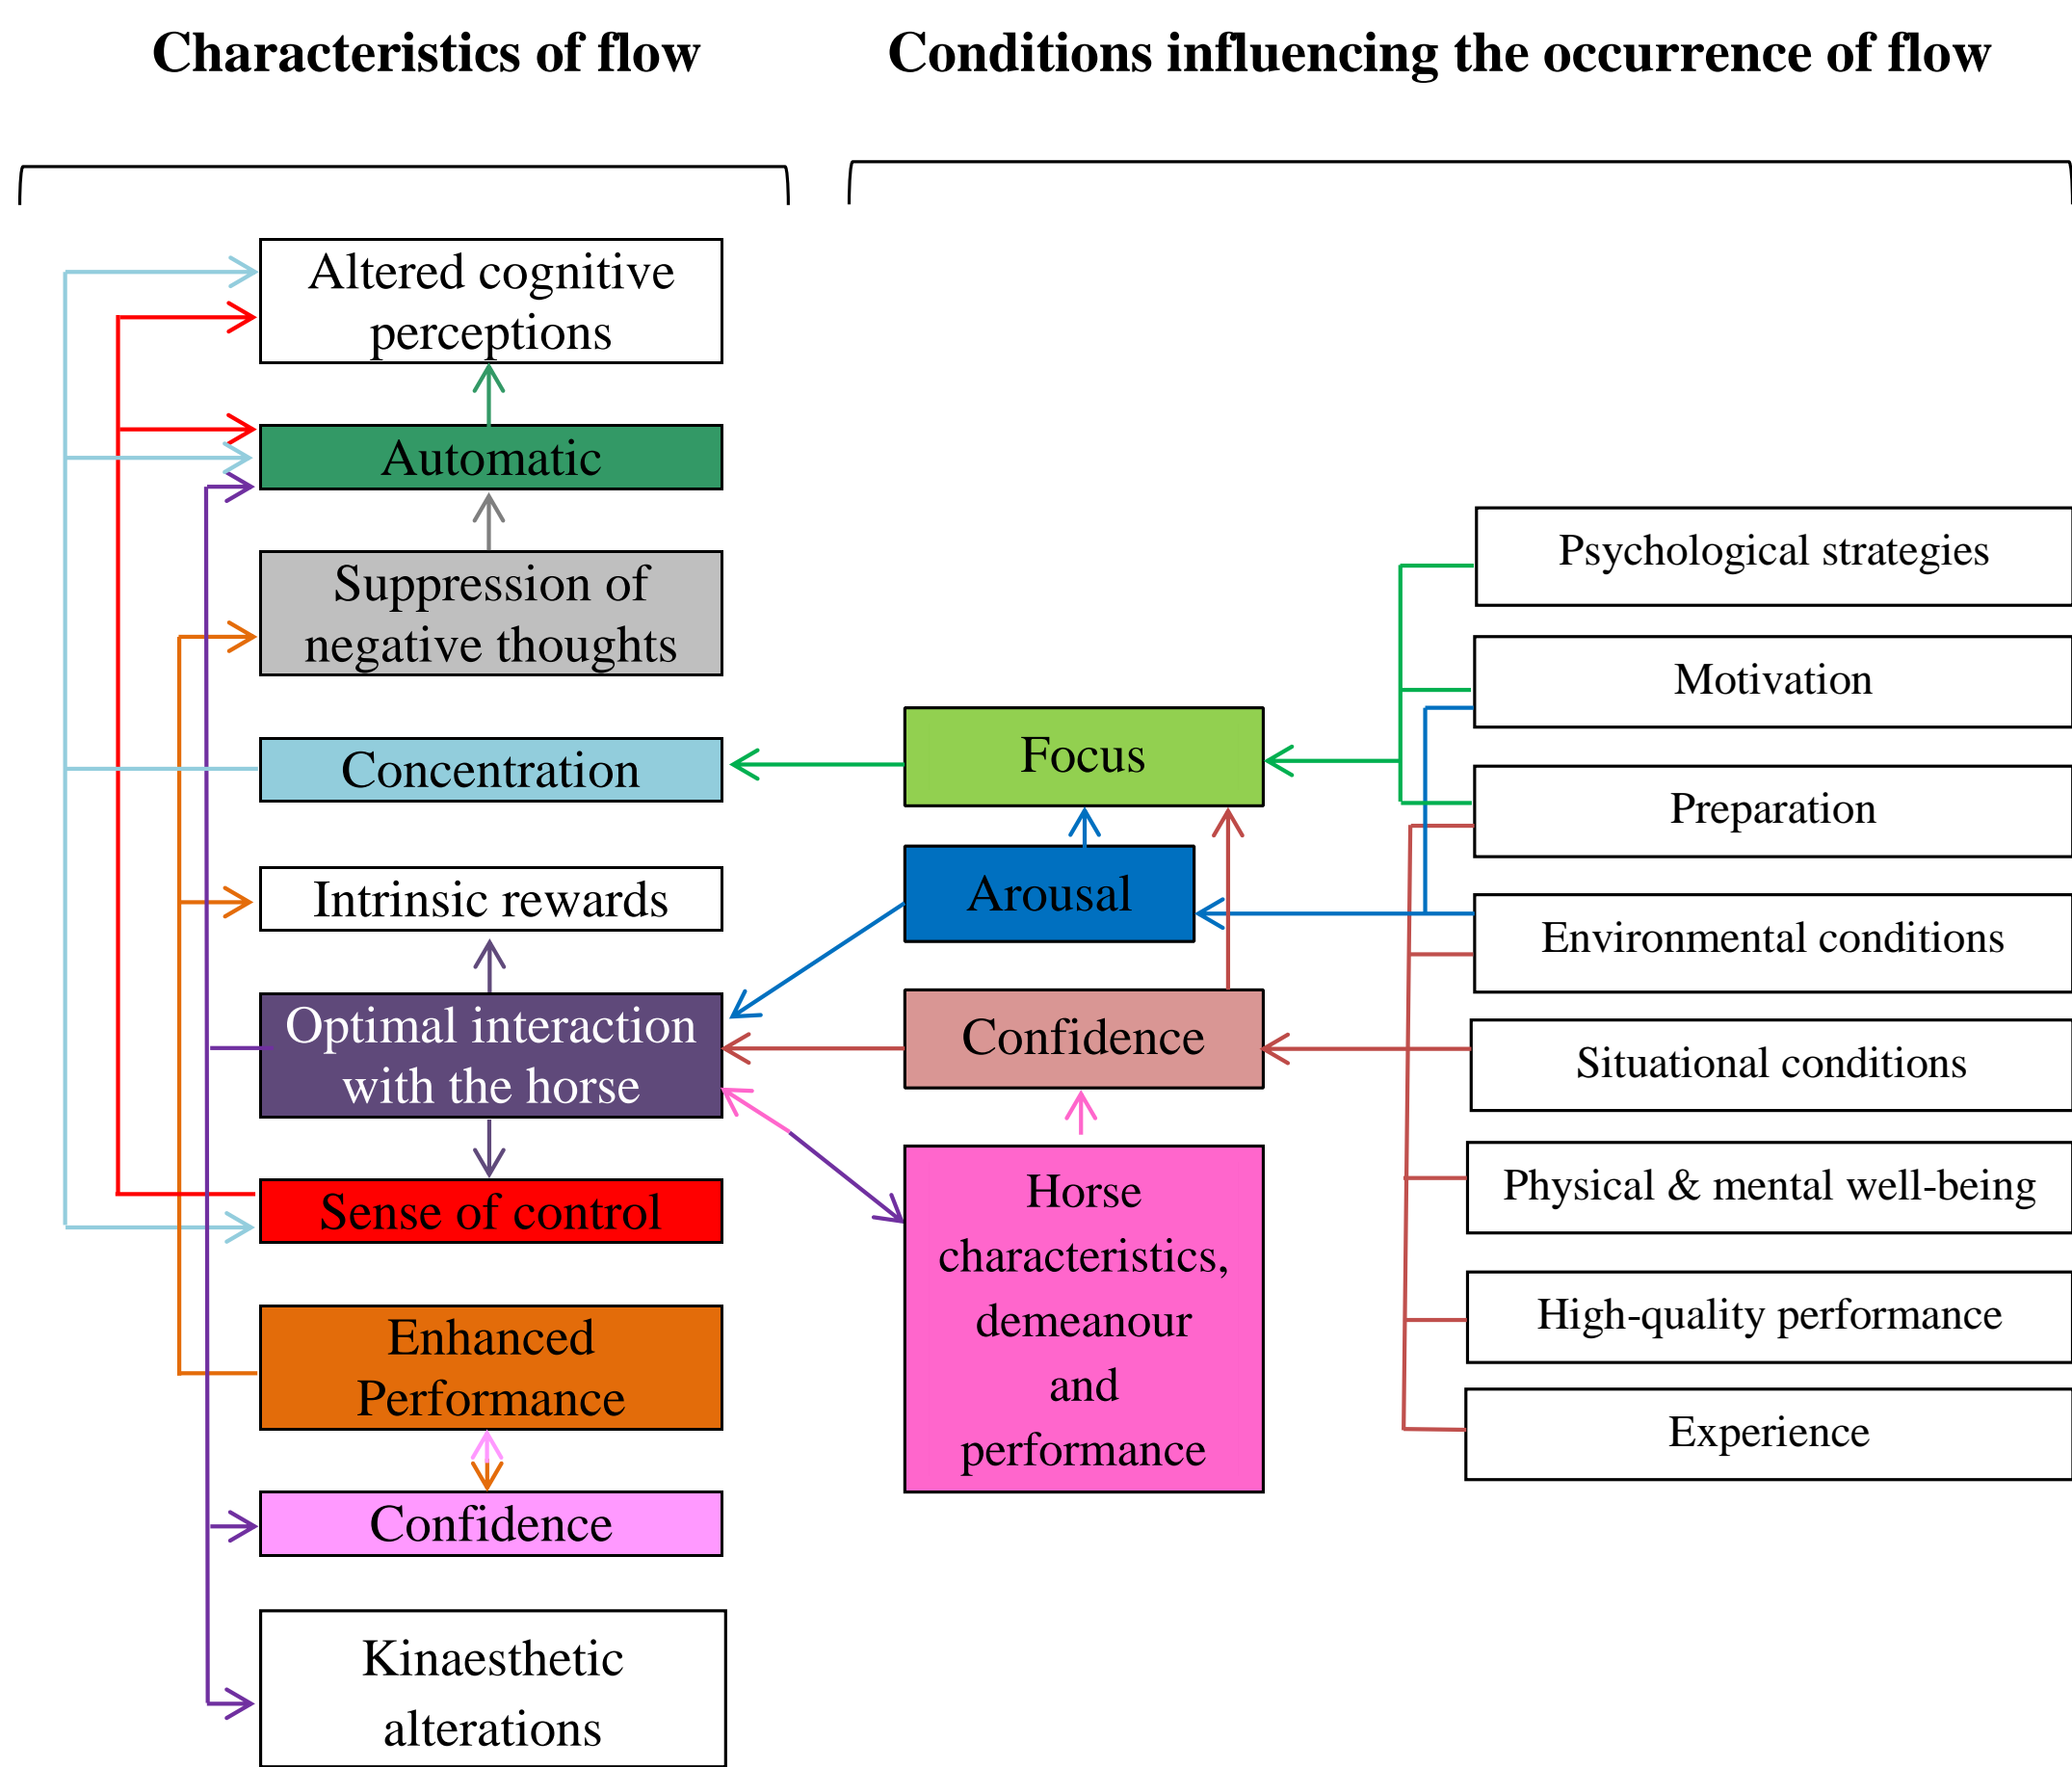 Characteristics of flow
Conditions influencing the occurrence of flow
Altered cognitive
perceptions
Automatic
Suppression of
negative thoughts
Concentration
Intrinsic rewards
Optimal interaction
with the horse
Sense of control
Enhanced
Performance
Confidence
Kinaesthetic
alterations
Focus
Arousal
Confidence
Horse
characteristics,
demeanour
and
performance
Psychological strategies
Motivation
Preparation
Environmental conditions
Situational conditions
Physical & mental well-being
High-quality performance
Experience